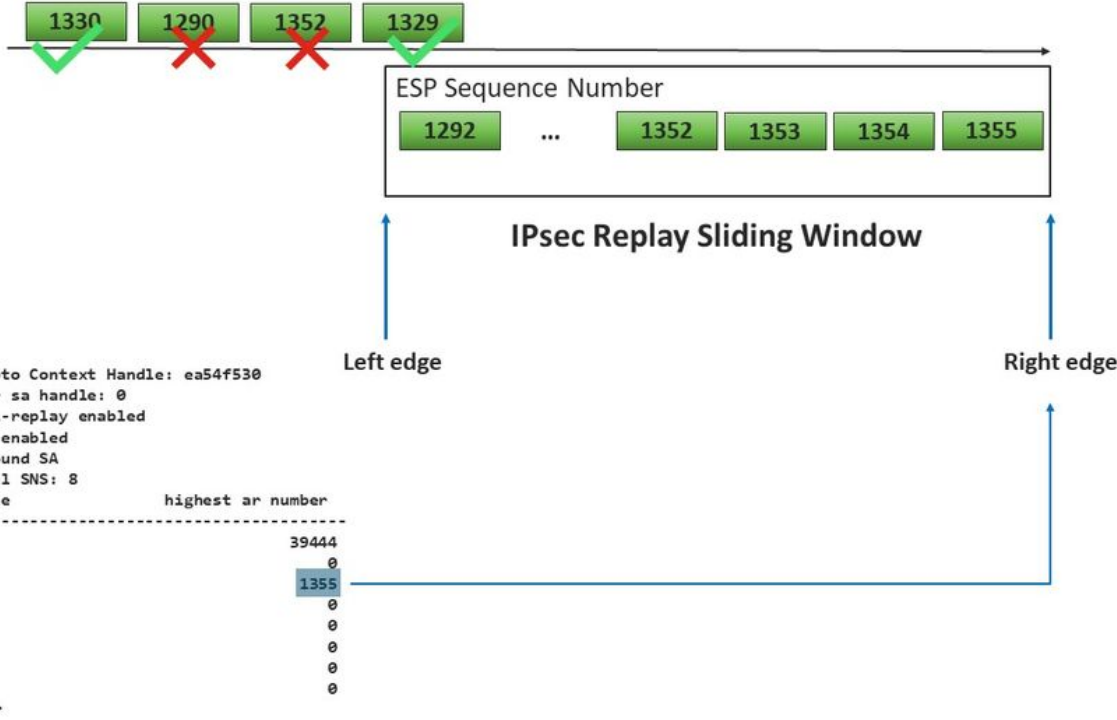 1330 1290 1352 1329
ESP Sequence Number
1292 ... 1352 1353 1354 1355
IPsec Replay Sliding Window
Left edge
Right edge
to Context Handle: ea54f530
sa handle: 0
-replay enabled
enabled
und SA
l SNS: 8
e highest ar number
------------------------------------
39444
0
1355
0
0
0
0
0